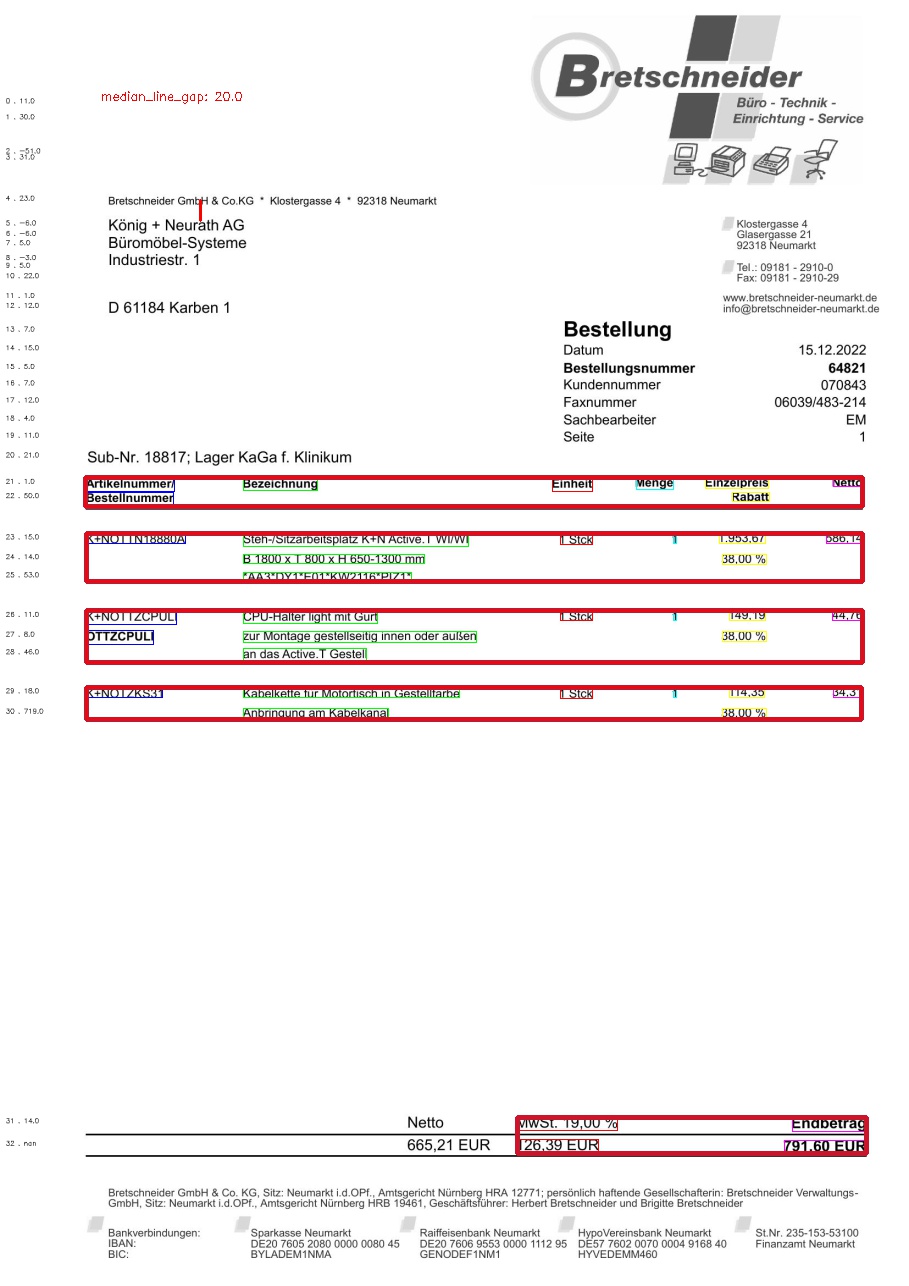 Bretschneider
Büro - Technik -
Einrichtung - Service
median_line_gap: 20.0
0 . 11.0
1 . 30.0
2 . -51.0
3 . 31.0
4 . 23.0
5 . -6.0
6 . -6.0
7 . 5.0
8 . -3.0
9 . 5.0
10 . 22.0
11 . 1.0
12 . 12.0
13 . 7.0
14 . 15.0
15 . 5.0
16 . 7.0
17 . 12.0
18 . 4.0
19 . 11.0
20 . 21.0
21 . 1.0
22 . 50.0
23 . 15.0
24 . 14.0
25 . 53.0
26 . 11.0
27 . 8.0
28 . 46.0
29 . 18.0
30 . 719.0
31 . 14.0
32 . nan
Bretschneider GmbH & Co.KG * Klostergasse 4 * 92318 Neumarkt
König + Neurath AG
Büromöbel-Systeme
Industriestr. 1
D 61184 Karben 1
Klostergasse 4
Glasergasse 21
92318 Neumarkt
Tel.: 09181 - 2910-0
Fax: 09181 - 2910-29
www.bretschneider-neumarkt.de
info@bretschneider-neumarkt.de
Bestellung
Datum 15.12.2022
Bestellungsnummer 64821
Kundennummer 070843
Faxnummer 06039/483-214
Sachbearbeiter EM
Seite 1
Sub-Nr. 18817; Lager KaGa f. Klinikum
Artikelnummer/ Bezeichnung Einheit Menge Einzelpreis Netto
Bestellnummer Rabatt
K+NOTTN18880A Steh-/Sitzarbeitsplatz K+N Active.T WI/WI 1 Stck 1 1.953,67 586,14
B 1800 x T 800 x H 650-1300 mm 38,00 %
*AA3*DY1*E01*KW2116*PIZ1*
K+NOTTZCPULI CPU-Halter light mit Gurt 1 Stck 1 149,19 44,76
OTTZCPULI zur Montage gestellseitig innen oder außen 38,00 %
an das Active.T Gestell
K+NOTZKS31 Kabelkette für Motortisch in Gestellfarbe 1 Stck 1 114,35 34,31
Anbringung am Kabelkanal 38,00 %
Netto MwSt. 19,00 % Endbetrag
665,21 EUR 126,39 EUR 791,60 EUR
Bretschneider GmbH & Co. KG, Sitz: Neumarkt i.d.OPf., Amtsgericht Nürnberg HRA 12771; persönlich haftende Gesellschafterin: Bretschneider Verwaltungs-
GmbH, Sitz: Neumarkt i.d.OPf., Amtsgericht Nürnberg HRB 19461, Geschäftsführer: Herbert Bretschneider und Brigitte Bretschneider
Bankverbindungen: Sparkasse Neumarkt Raiffeisenbank Neumarkt HypoVereinsbank Neumarkt St.Nr. 235-153-53100
IBAN: DE20 7605 2080 0000 0080 45 DE20 7606 9553 0000 1112 95 DE57 7602 0070 0004 9168 40 Finanzamt Neumarkt
BIC: BYLADEM1NMA GENODEF1NM1 HYVEDEMM460